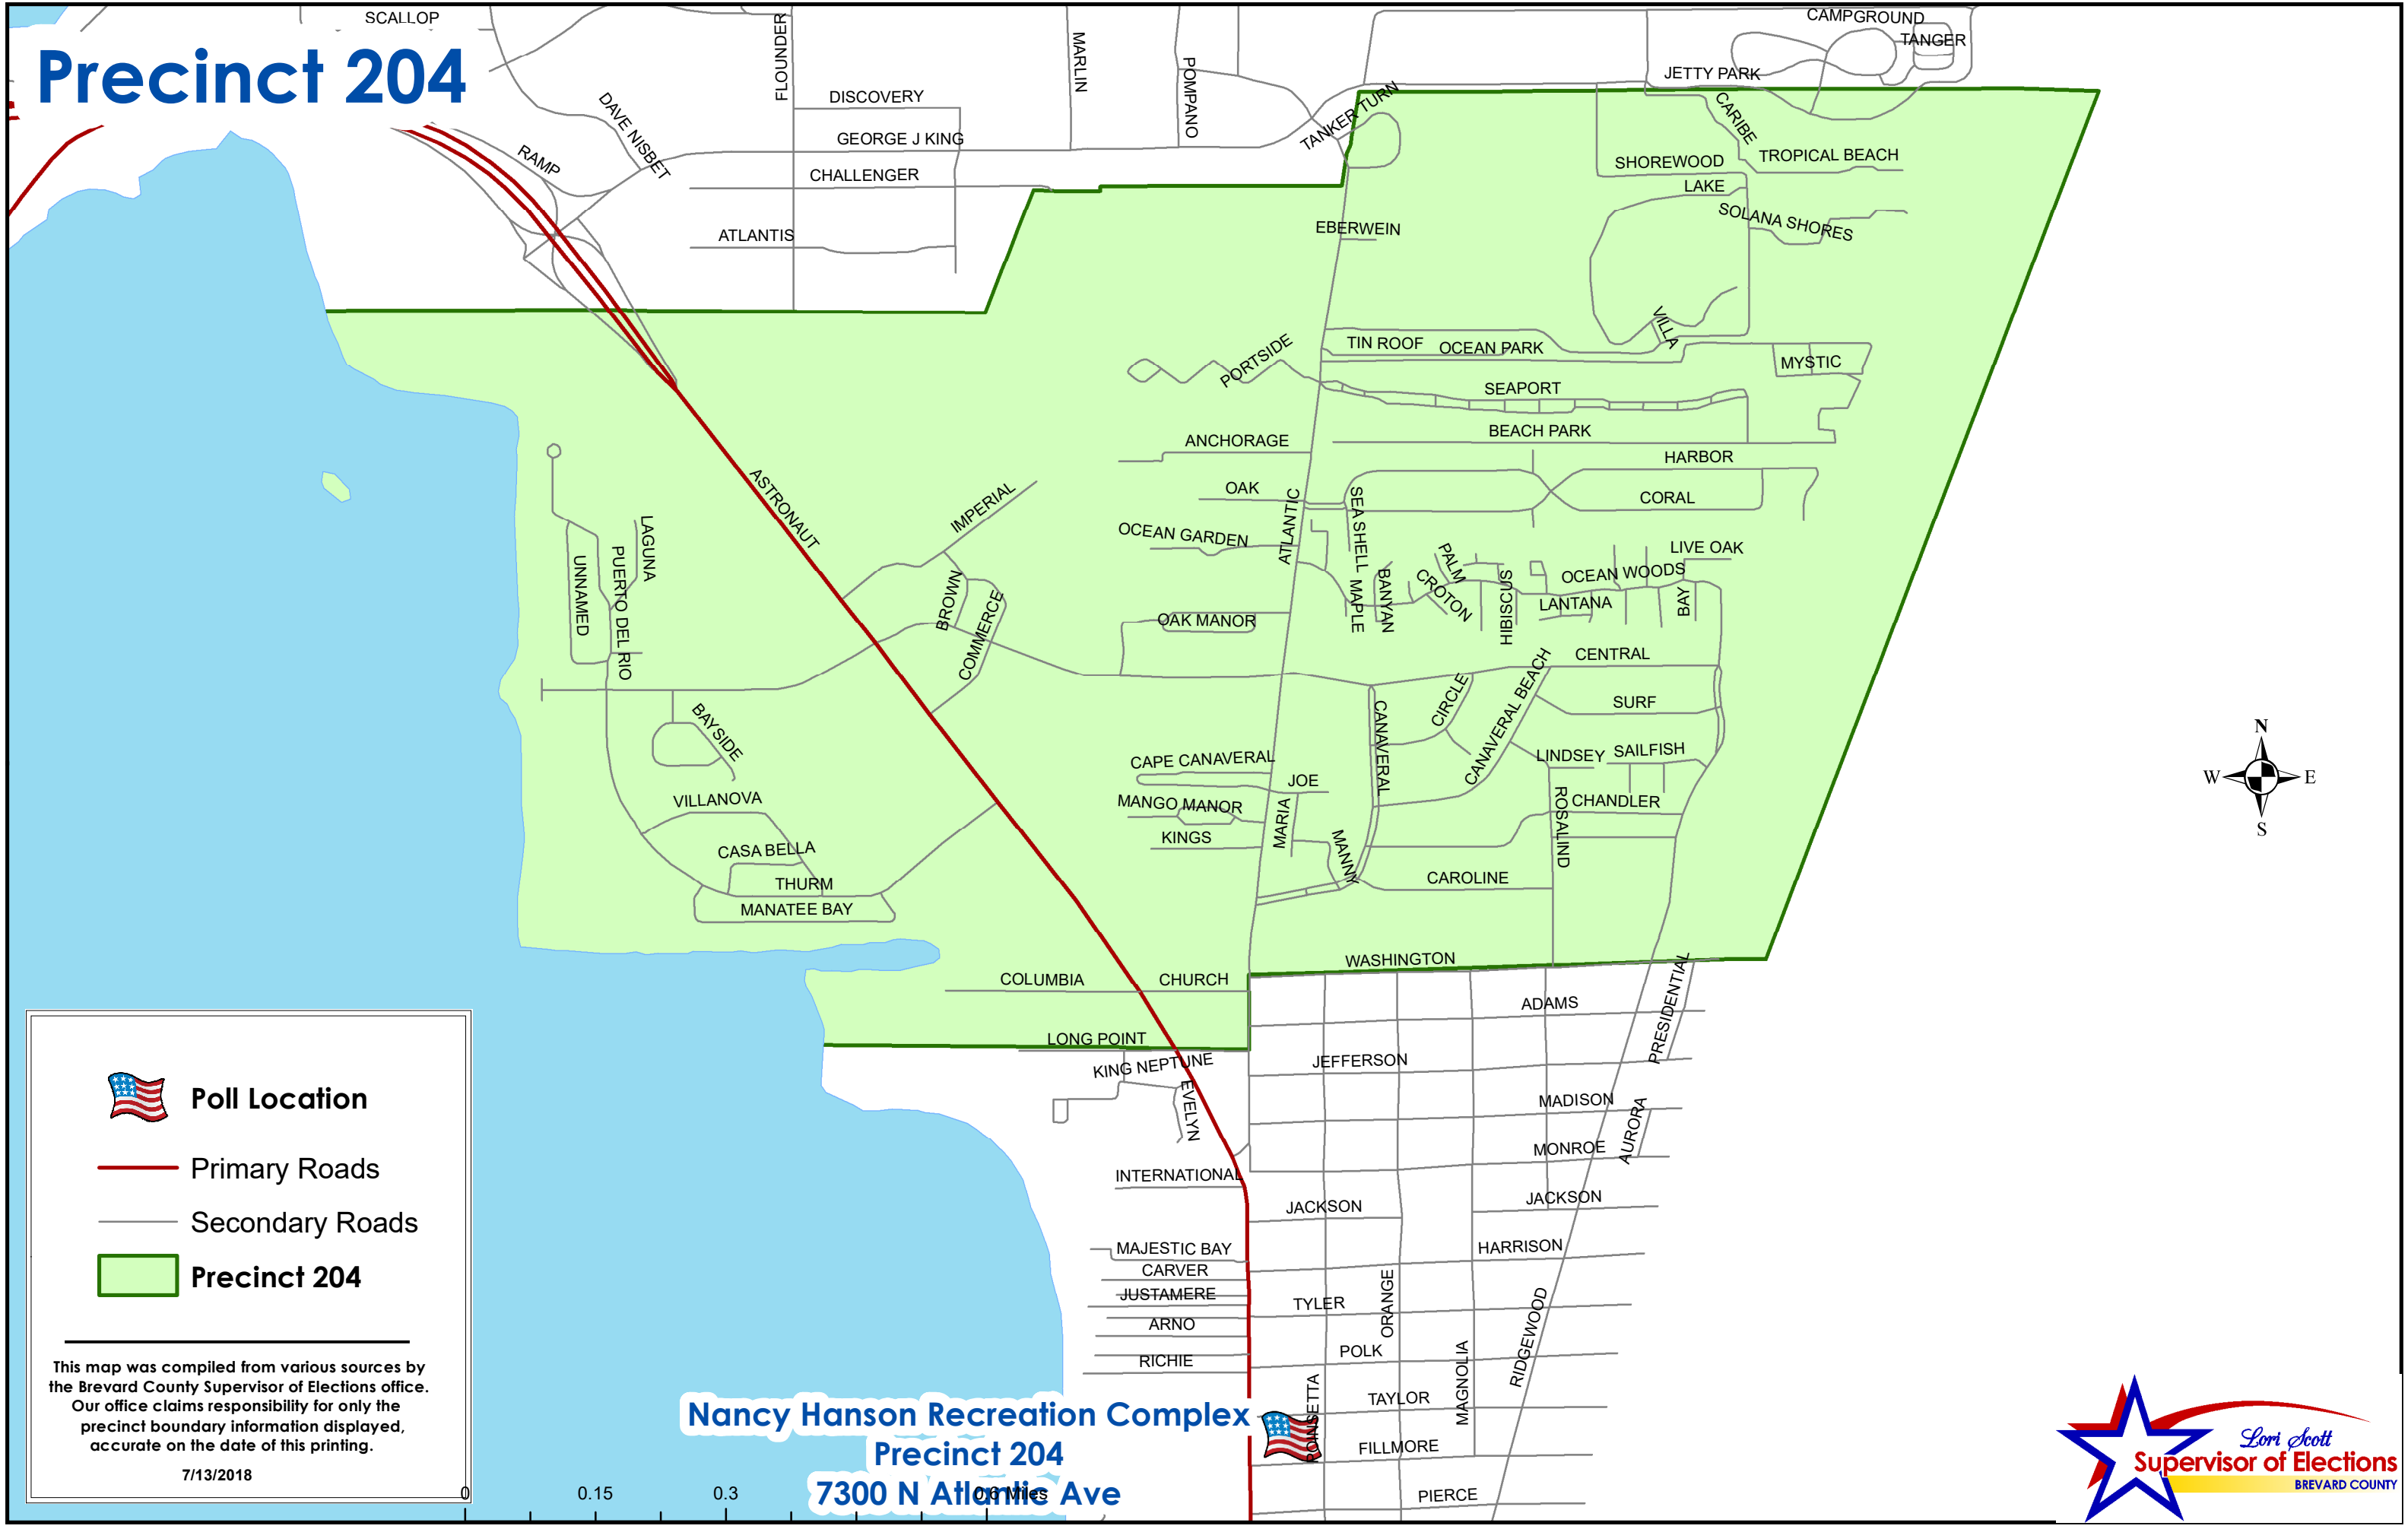 SCALLOP
CAMPGROUND
TANGER
Precinct 204
FLOUNDER
MARLIN
POMPANO
JETTY PARK
DAVE NISBET
DISCOVERY
CARIBE
TANKER TURN
RAMP
GEORGE J KING
SHOREWOOD
TROPICAL BEACH
CHALLENGER
LAKE
SOLANA SHORES
ATLANTIS
EBERWEIN
VILLA
PORTSIDE
TIN ROOF
OCEAN PARK
MYSTIC
SEAPORT
ANCHORAGE
BEACH PARK
HARBOR
ASTRONAUT
IMPERIAL
OAK
ATLANTIC
SEA SHELL
CORAL
LAGUNA
OCEAN GARDEN
UNNAMED
PUERTO DEL RIO
PALM
LIVE OAK
BROWN
COMMERCE
MAPLE
BANYAN
CROTON
HIBISCUS
OCEAN WOODS
LANTANA
BAY
OAK MANOR
CENTRAL
BAYSIDE
CANAVERAL
CIRCLE
CANAVERAL BEACH
SURF
N
CAPE CANAVERAL
JOE
LINDSEY
SAILFISH
W
E
VILLANOVA
MANGO MANOR
MARIA
ROSALIND
CHANDLER
S
KINGS
MANNY
CASA BELLA
THURM
CAROLINE
MANATEE BAY
WASHINGTON
COLUMBIA
CHURCH
PRESIDENTIAL
ADAMS
LONG POINT
KING NEPTUNE
JEFFERSON
EVELYN
MADISON
AURORA
MONROE
INTERNATIONAL
JACKSON
JACKSON
MAJESTIC BAY
HARRISON
CARVER
JUSTAMERE
TYLER
ORANGE
RIDGEWOOD
ARNO
POLK
MAGNOLIA
RICHIE
POINSETTA
TAYLOR
FILLMORE
PIERCE
Poll Location
Primary Roads
Secondary Roads
Precinct 204
This map was compiled from various sources by
the Brevard County Supervisor of Elections office.
Our office claims responsibility for only the
precinct boundary information displayed,
accurate on the date of this printing.
7/13/2018
Nancy Hanson Recreation Complex
Precinct 204
7300 N Atlantic Ave
0 0.15 0.3 0.6 Miles
Lori Scott
Supervisor of Elections
BREVARD COUNTY